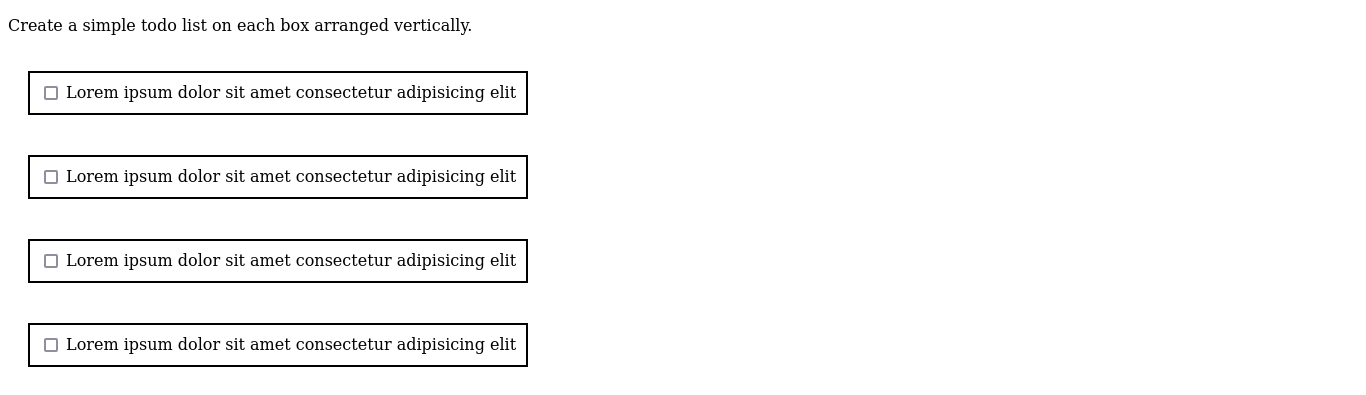 Create a simple todo list on each box arranged vertically.
Lorem ipsum dolor sit amet consectetur adipisicing elit
Lorem ipsum dolor sit amet consectetur adipisicing elit
Lorem ipsum dolor sit amet consectetur adipisicing elit
Lorem ipsum dolor sit amet consectetur adipisicing elit